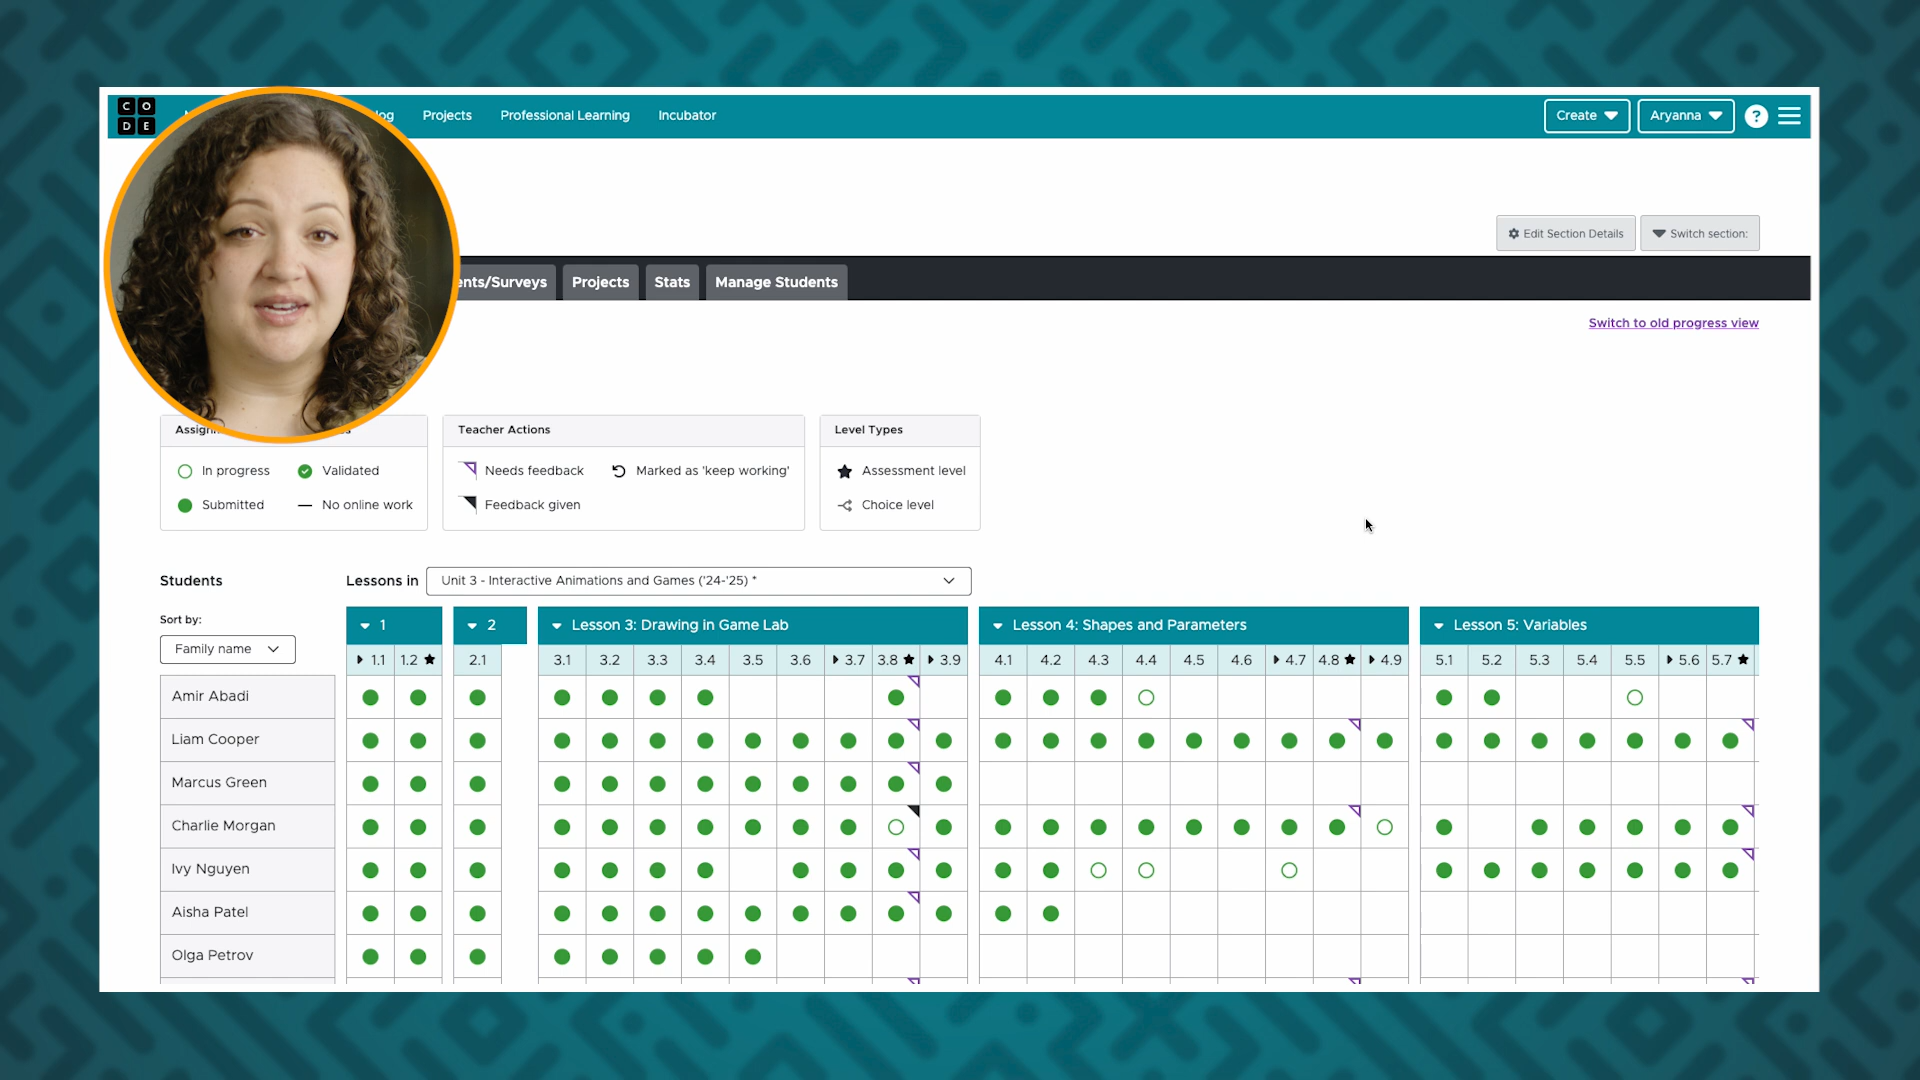 CODE
Projects
Professional Learning
Incubator
Create
Aryanna
?
Edit Section Details
Switch section:
Projects
Stats
Manage Students
Switch to old progress view
Teacher Actions
Level Types
In progress
Validated
Needs feedback
Marked as 'keep working'
Assessment level
Submitted
No online work
Feedback given
Choice level
Students
Lessons in
Unit 3 - Interactive Animations and Games ('24-'25) *
Sort by:
Family name
1
2
Lesson 3: Drawing in Game Lab
Lesson 4: Shapes and Parameters
Lesson 5: Variables
1.1 1.2 2.1 3.1 3.2 3.3 3.4 3.5 3.6 3.7 3.8 3.9 4.1 4.2 4.3 4.4 4.5 4.6 4.7 4.8 4.9 5.1 5.2 5.3 5.4 5.5 5.6 5.7
Amir Abadi
Liam Cooper
Marcus Green
Charlie Morgan
Ivy Nguyen
Aisha Patel
Olga Petrov